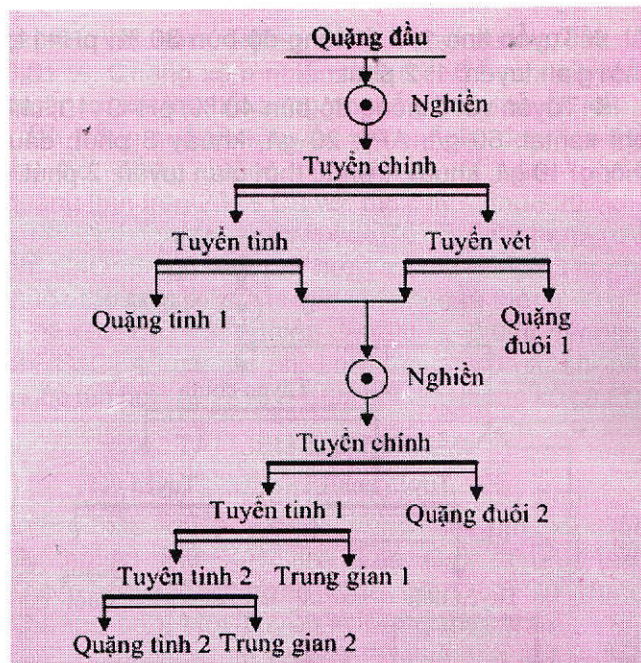 Quặng đầu
Nghiền
Tuyển chính
Tuyển tinh
Tuyển vét
Quặng tinh 1
Quặng
đuôi 1
Nghiền
Tuyển chính
Tuyển tinh 1
Quặng đuôi 2
Tuyển tinh 2
Trung gian 1
Quặng tinh 2
Trung gian 2